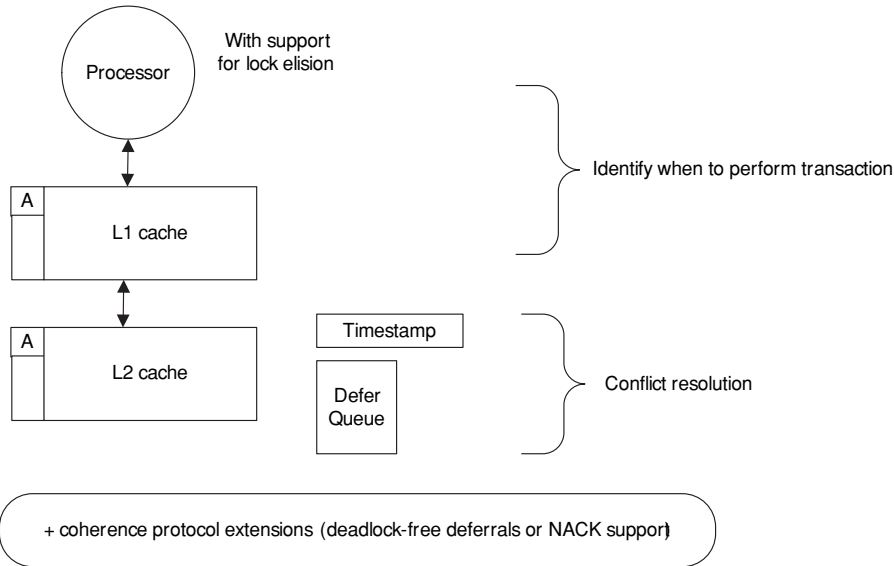 With support
for lock elision
Processor
Identify when to perform transaction
A
L1 cache
A
L2 cache
Timestamp
Defer
Queue
Conflict resolution
+ coherence protocol extensions (deadlock-free deferrals or NACK support)